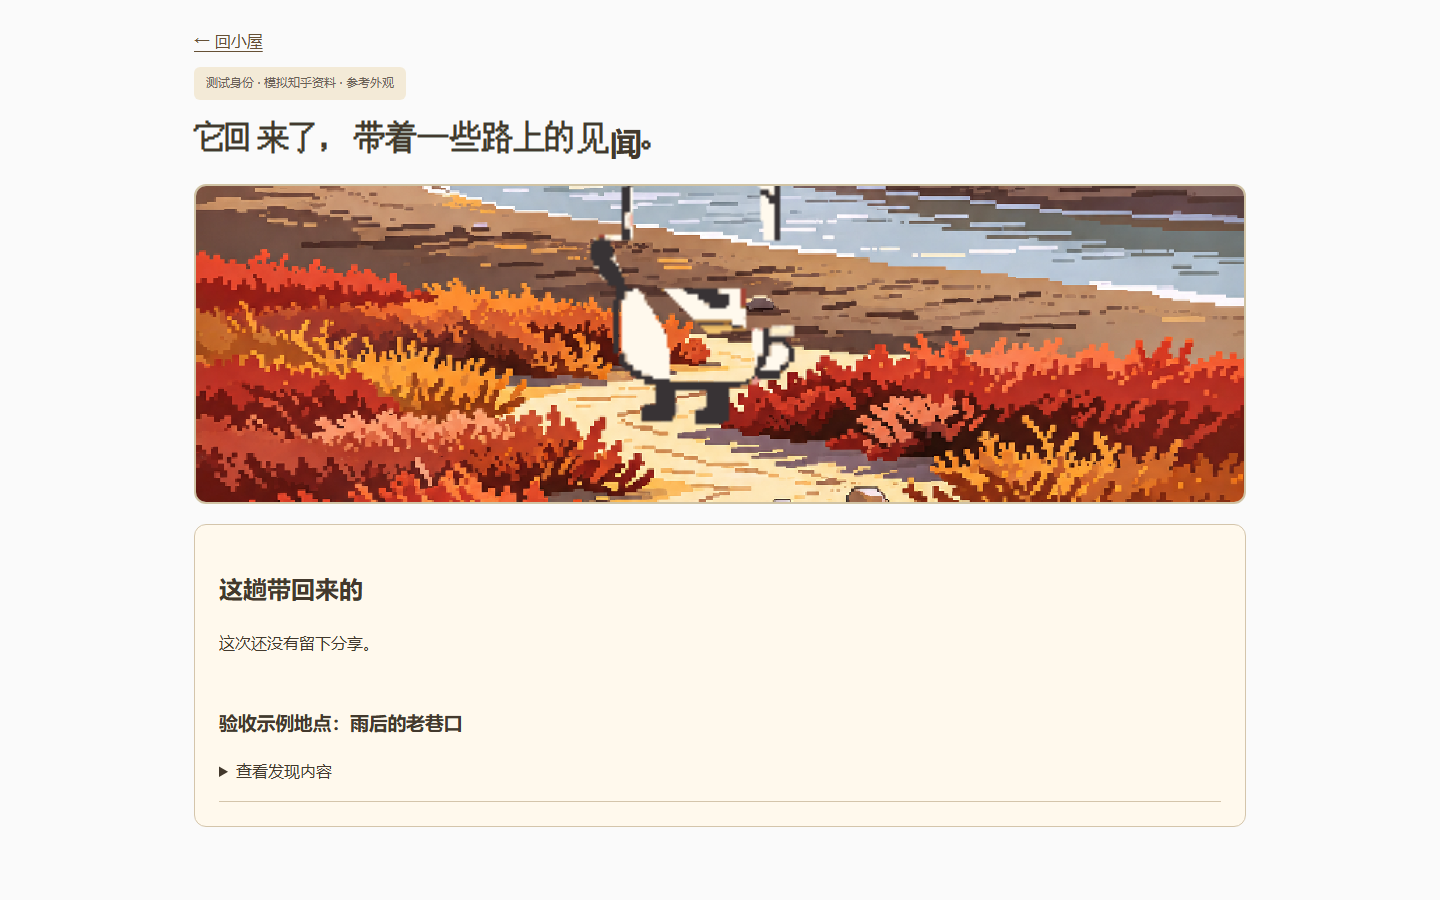 ← 回小屋
测试身份 · 模拟知乎资料 · 参考外观
它回来了，带着一些路上的见闻。
这趟带回来的
这次还没有留下分享。
验收示例地点：雨后的老巷口
▶ 查看发现内容